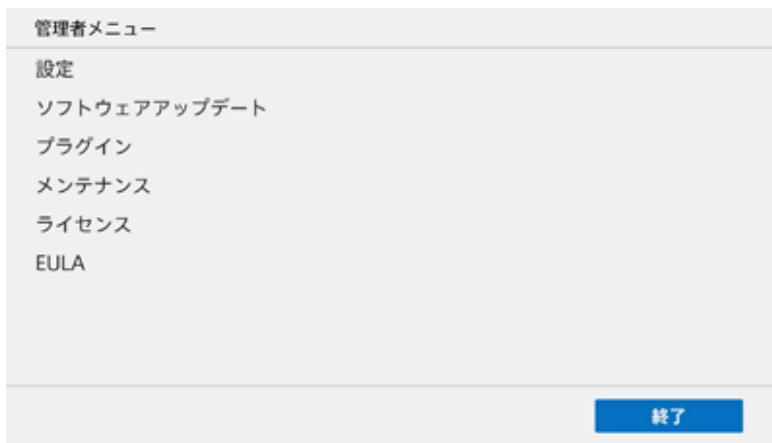 管理者メニュー
設定
ソフトウェアアップデート
プラグイン
メンテナンス
ライセンス
EULA
終了